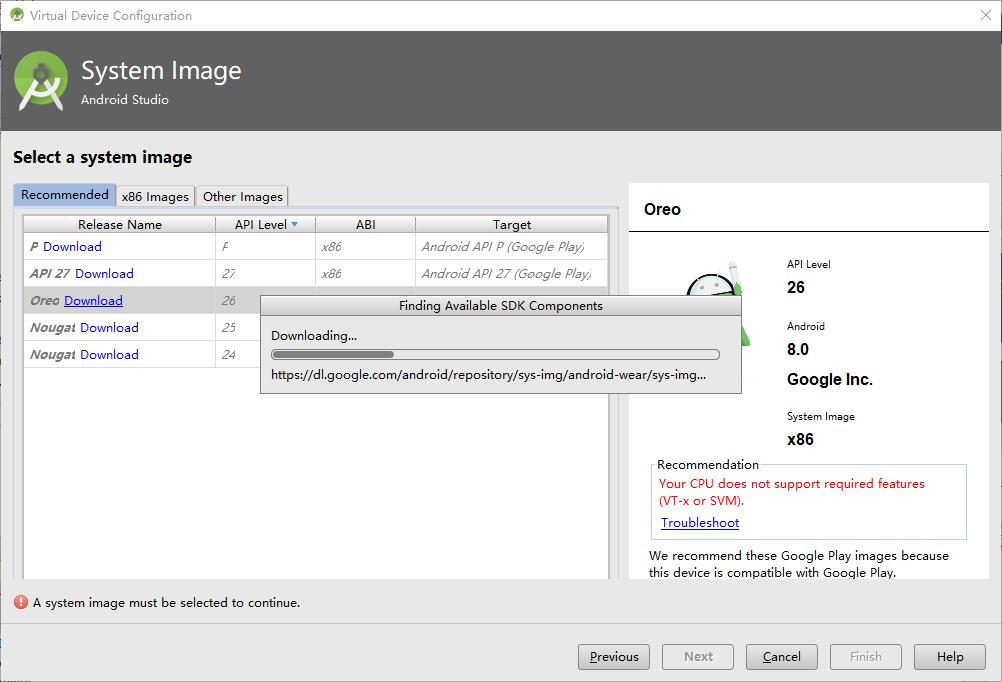 Virtual Device Configuration
System Image
Android Studio
Select a system image
Recommended x86 Images Other Images
Release Name API Level ABI Target
P Download P x86 Android API P (Google Play)
API 27 Download 27 x86 Android API 27 (Google Play)
Oreo Download 26
Nougat Download 25
Nougat Download 24
Finding Available SDK Components
Downloading...
https://dl.google.com/android/repository/sys-img/android-wear/sys-img...
Oreo
API Level
26
Android
8.0
Google Inc.
System Image
x86
Recommendation
Your CPU does not support required features
(VT-x or SVM).
Troubleshoot
We recommend these Google Play images because
this device is compatible with Google Play.
A system image must be selected to continue.
Previous Next Cancel Finish Help